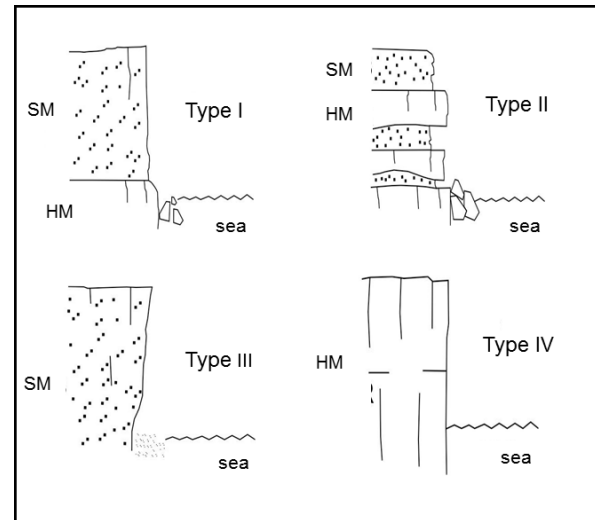 SM
Type I
HM
sea
SM
HM
Type II
sea
SM
Type III
sea
HM
Type IV
sea